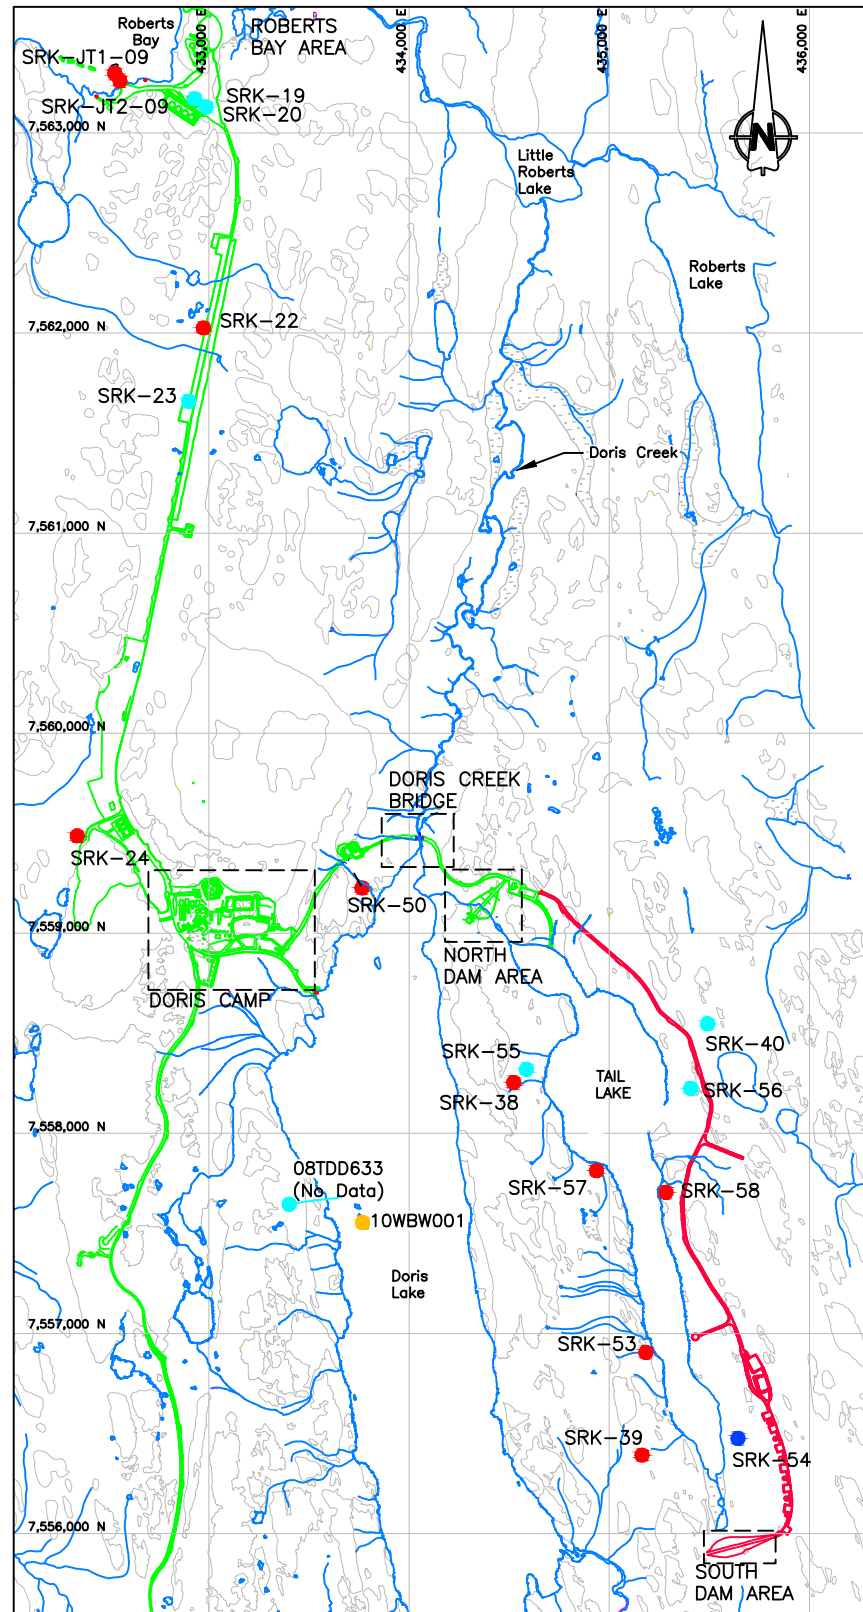 Roberts
Bay
ROBERTS
BAY AREA
433,000 E
434,000 E
435,000 E
436,000 E
SRK-JT1-09
SRK-JT2-09
SRK-19
SRK-20
7,563,000 N
N
Little
Roberts
Lake
Roberts
Lake
7,562,000 N
SRK-22
SRK-23
Doris Creek
7,561,000 N
7,560,000 N
DORIS CREEK
BRIDGE
SRK-24
SRK-50
7,559,000 N
NORTH
DAM AREA
DORIS CAMP
SRK-40
SRK-55
TAIL
LAKE
SRK-56
SRK-38
7,558,000 N
08TDD633
(No Data)
SRK-57
SRK-58
10WBW001
Doris
Lake
7,557,000 N
SRK-53
SRK-39
SRK-54
7,556,000 N
SOUTH
DAM AREA